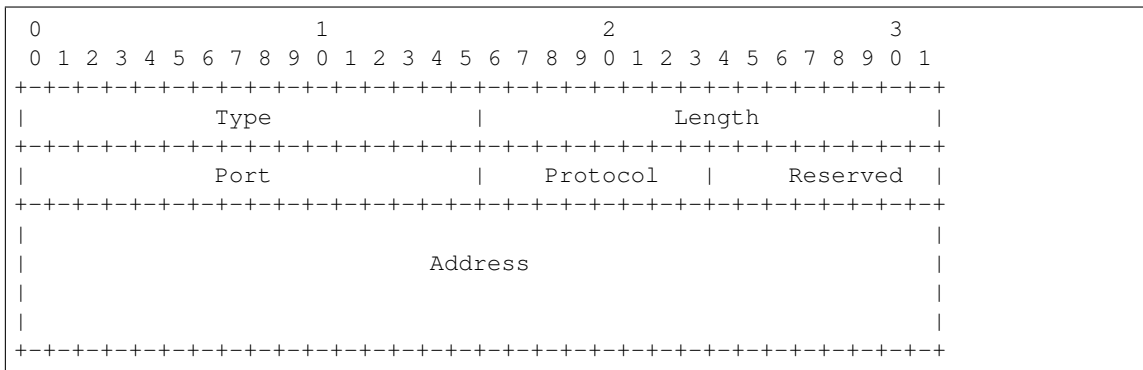 0                   1                   2                   3
0 1 2 3 4 5 6 7 8 9 0 1 2 3 4 5 6 7 8 9 0 1 2 3 4 5 6 7 8 9 0 1
+-+-+-+-+-+-+-+-+-+-+-+-+-+-+-+-+-+-+-+-+-+-+-+-+-+-+-+-+-+-+-+-+
|             Type              |             Length            |
+-+-+-+-+-+-+-+-+-+-+-+-+-+-+-+-+-+-+-+-+-+-+-+-+-+-+-+-+-+-+-+-+
|             Port              |    Protocol   |     Reserved  |
+-+-+-+-+-+-+-+-+-+-+-+-+-+-+-+-+-+-+-+-+-+-+-+-+-+-+-+-+-+-+-+-+
|                                                               |
|                            Address                            |
|                                                               |
|                                                               |
+-+-+-+-+-+-+-+-+-+-+-+-+-+-+-+-+-+-+-+-+-+-+-+-+-+-+-+-+-+-+-+-+